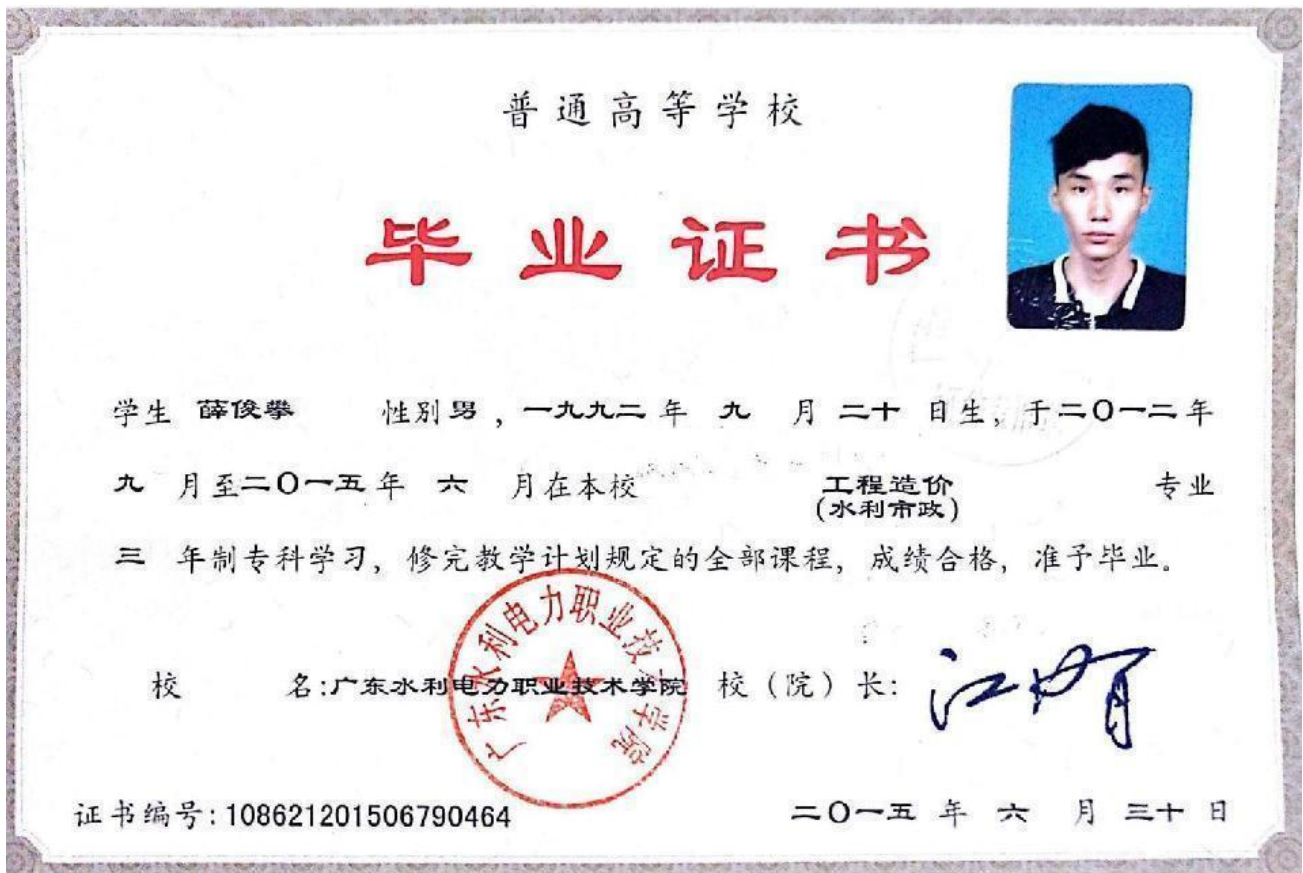 普通高等学校
毕业证书
学生 薛俊攀 性别男，一九九二年 九 月 二十 日生，于二〇一二年
九 月至二〇一五年 六 月在本校 工程造价 专业
(水利市政)
三 年制专科学习，修完教学计划规定的全部课程，成绩合格，准予毕业。
校 名:广东水利电力职业技术学院 校（院）长:
广东水利电力职业技术学院
证书编号:108621201506790464 二〇一五 年 六 月 三十 日